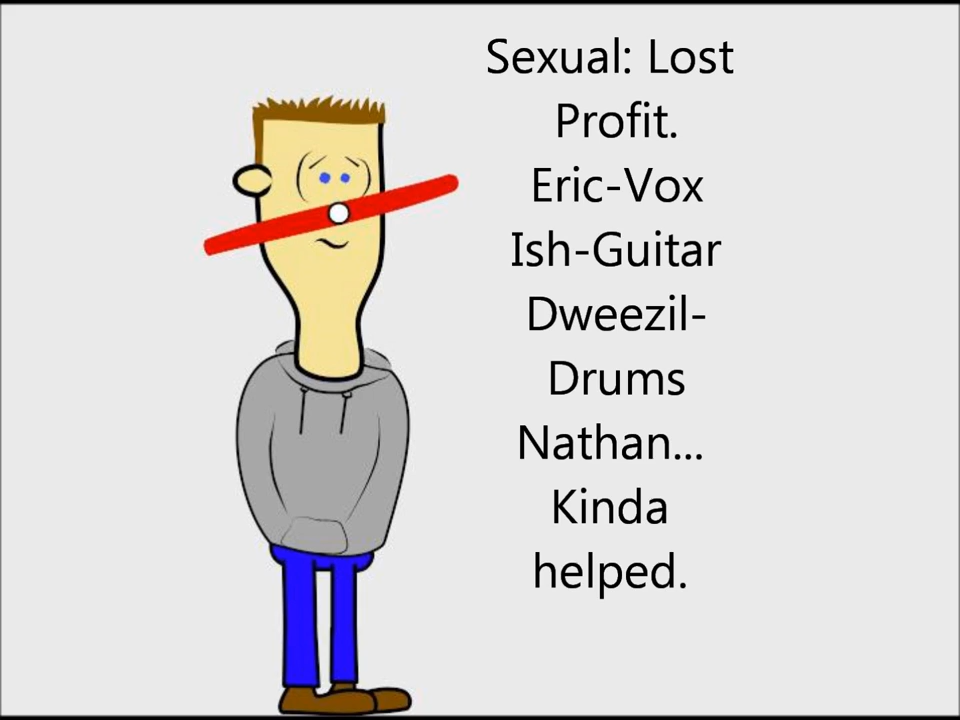 Sexual: Lost
Profit.
Eric-Vox
Ish-Guitar
Dweezil-
Drums
Nathan...
Kinda
helped.